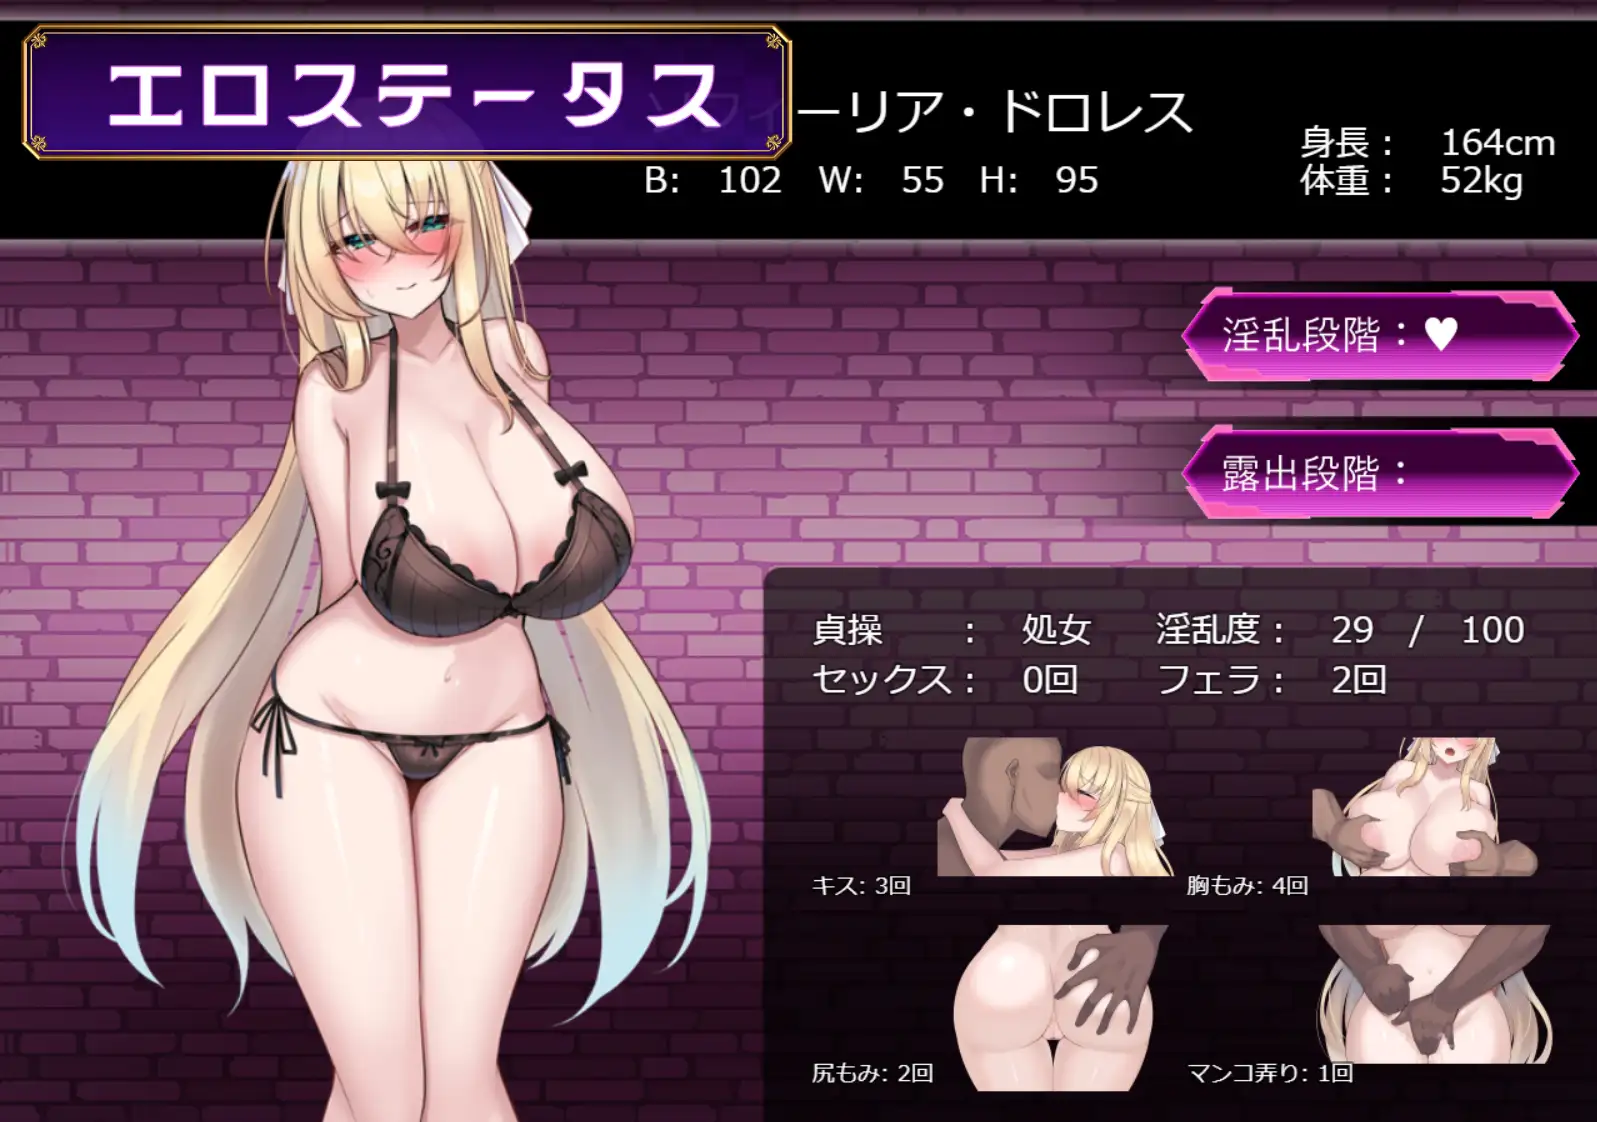 エロステータス
ーリア・ドロレス
B: 102 W: 55 H: 95
身長： 164cm
体重： 52kg
淫乱段階：♥
露出段階：
貞操 ： 処女 淫乱度： 29 / 100
セックス： 0回 フェラ： 2回
キス: 3回
胸もみ: 4回
尻もみ: 2回
マンコ弄り: 1回